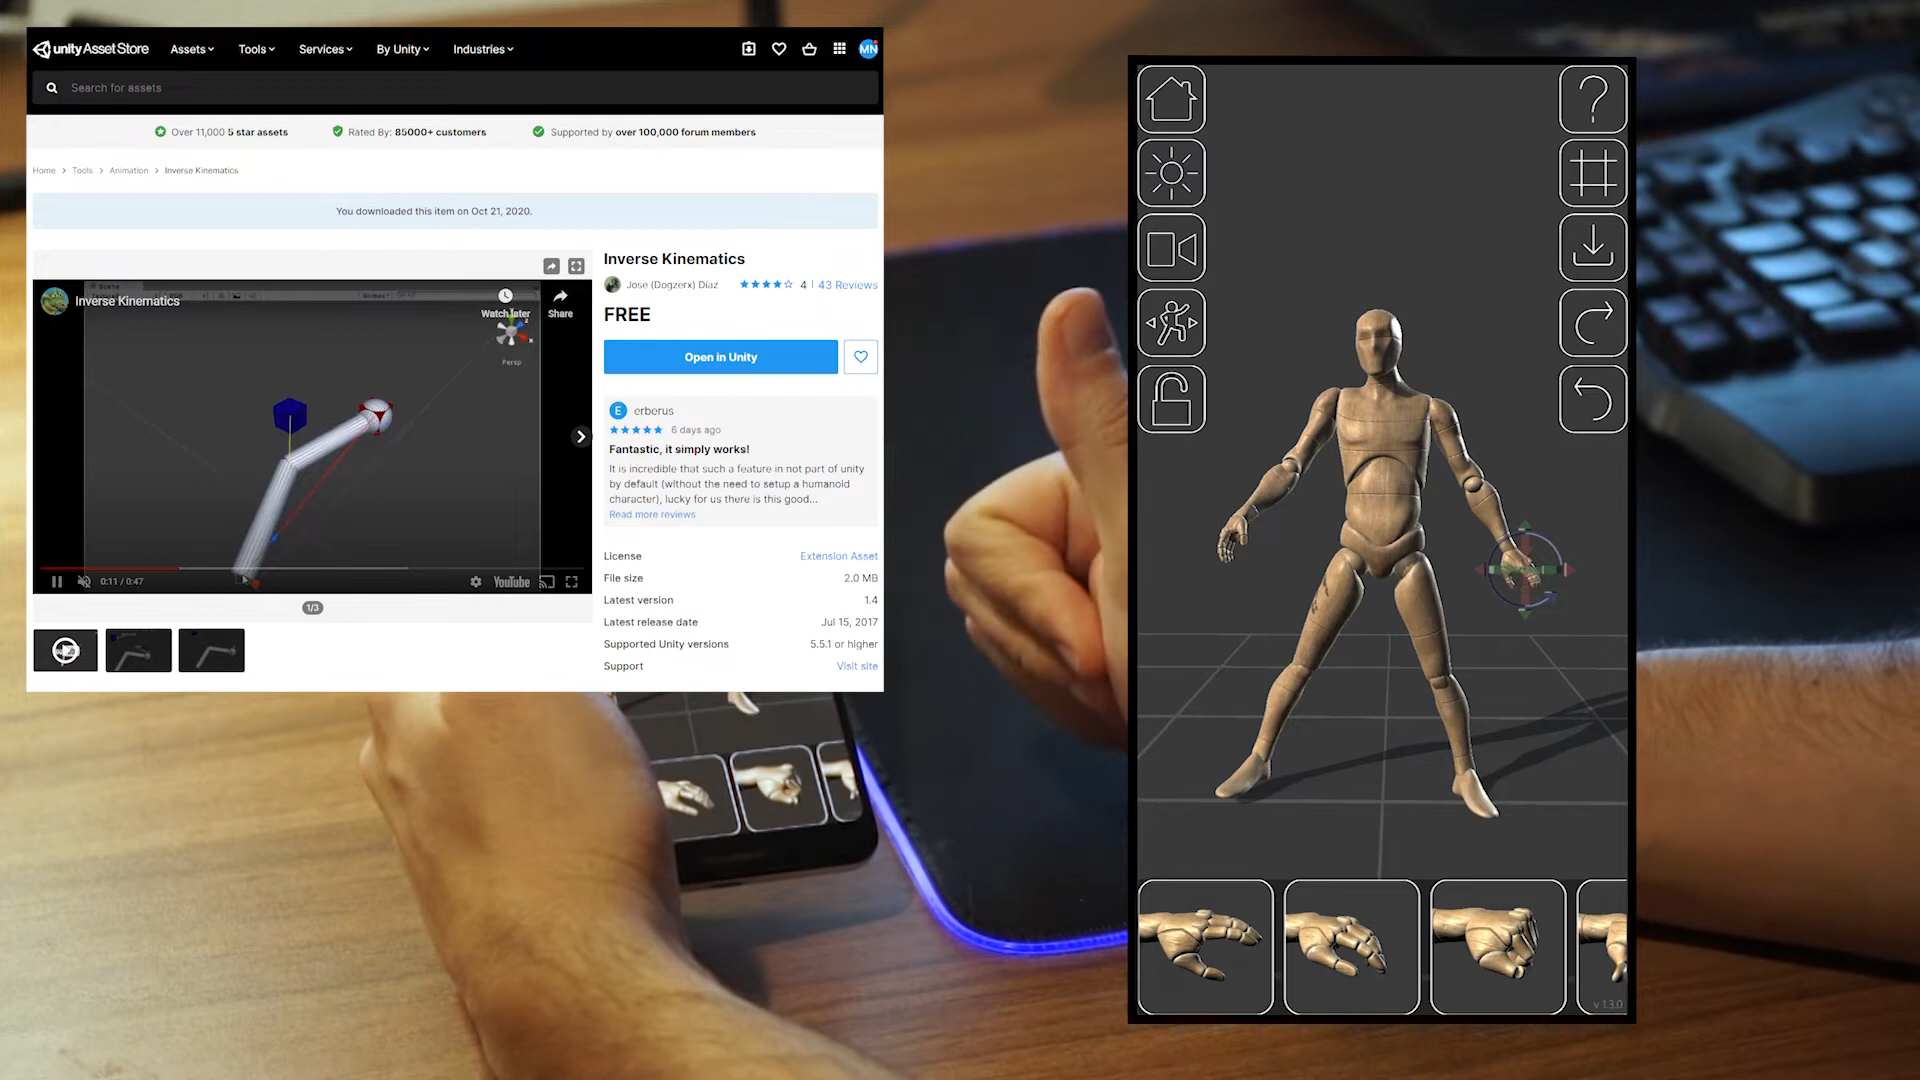 unity Asset Store
Assets Tools Services By Unity Industries
MN
Search for assets
Over 11,000 5 star assets
Rated By: 85000+ customers
Supported by over 100,000 forum members
Home > Tools > Animation > Inverse Kinematics
You downloaded this item on Oct 21, 2020.
Inverse Kinematics
Watch later
Share
Persp
0:11 / 0:47
YouTube
1/3
Inverse Kinematics
Jose (Dogzerx) Díaz
4 | 43 Reviews
FREE
Open in Unity
E
erberus
6 days ago
Fantastic, it simply works!
It is incredible that such a feature in not part of unity
by default (without the need to setup a humanoid
character), lucky for us there is this good...
Read more reviews
License Extension Asset
File size 2.0 MB
Latest version 1.4
Latest release date Jul 15, 2017
Supported Unity versions 5.5.1 or higher
Support Visit site
?
v 1.3.0